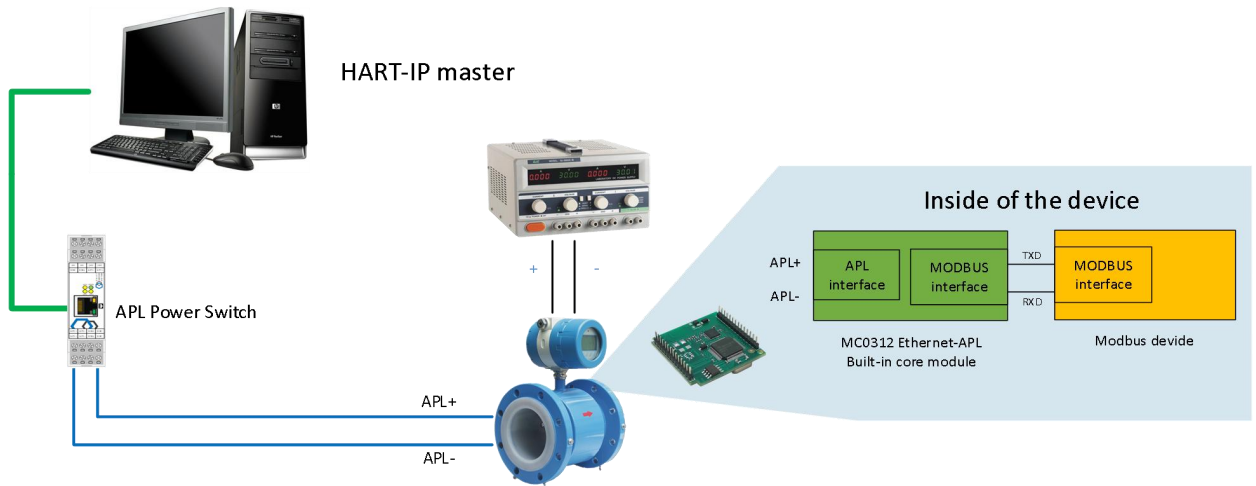 HART-IP master
Inside of the device
APL+
APL-
APL
interface
MODBUS
interface
TXD
RXD
MODBUS
interface
MC0312 Ethernet-APL
Built-in core module
Modbus devide
+
-
APL Power Switch
APL+
APL-